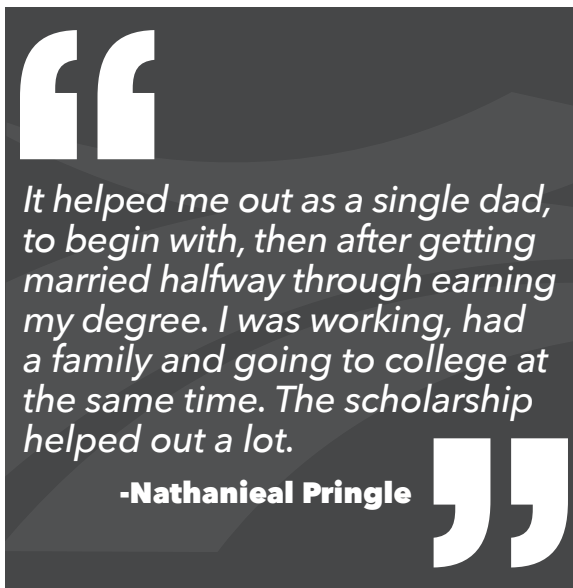 “
It helped me out as a single dad,
to begin with, then after getting
married halfway through earning
my degree. I was working, had
a family and going to college at
the same time. The scholarship
helped out a lot.
-Nathanieal Pringle
”